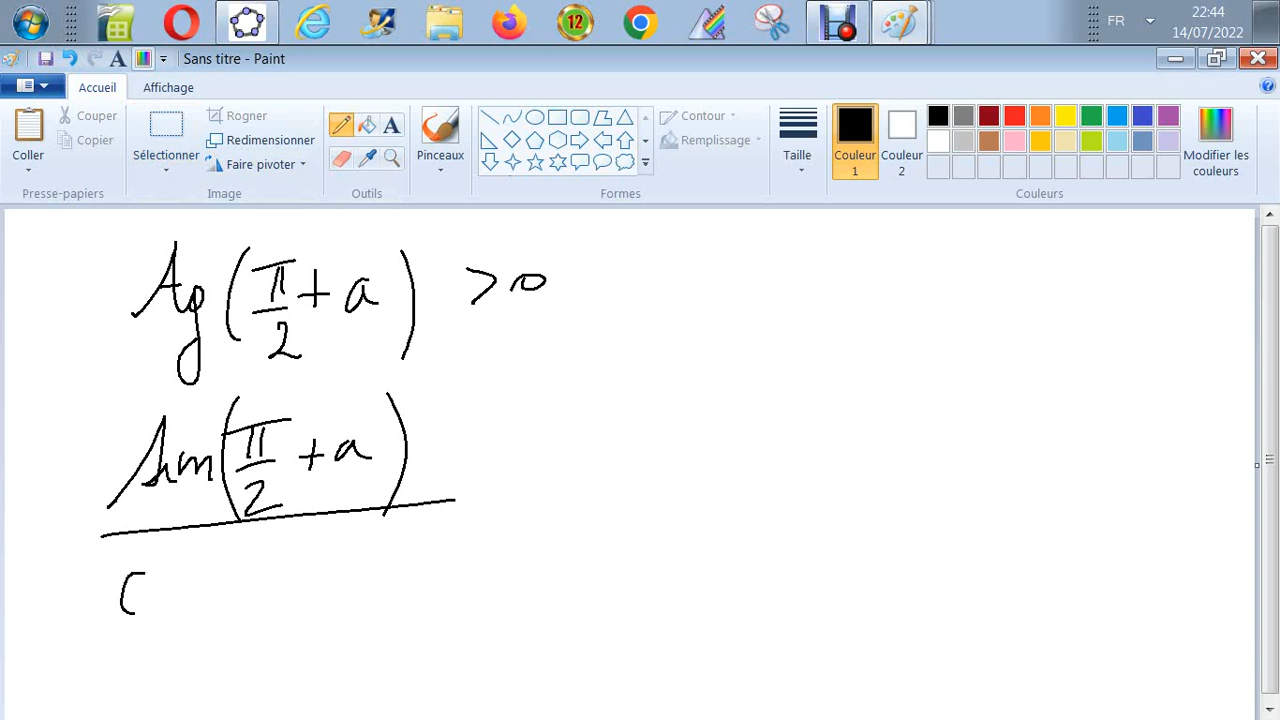 12
FR
22:44
14/07/2022
Sans titre - Paint
Accueil
Affichage
Coller
Couper
Copier
Presse-papiers
Sélectionner
Rogner
Redimensionner
Faire pivoter
Image
A
Outils
Pinceaux
Formes
Contour
Remplissage
Taille
Couleur 1
Couleur 2
Modifier les couleurs
Couleurs
tg(π/2 + a) > 0
sin(π/2 + a)
C